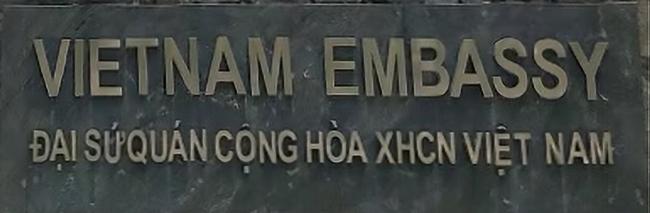 VIETNAM EMBASSY
ĐẠI SỨ QUÁN CỘNG HÒA XHCN VIỆT NAM